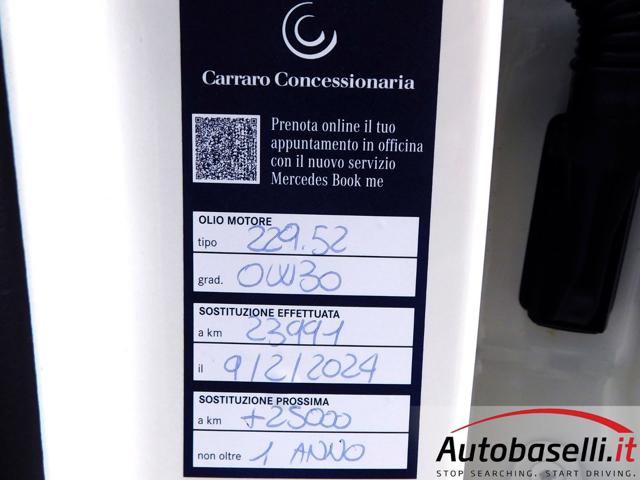 Carraro Concessionaria
Prenota online il tuo
appuntamento in officina
con il nuovo servizio
Mercedes Book me
OLIO MOTORE
tipo 229.52
grad. 0W30
SOSTITUZIONE EFFETTUATA
a km 23991
il 9/2/2024
SOSTITUZIONE PROSSIMA
a km +25000
non oltre 1 ANNO
Autobaselli.it
STOP SEARCHING. START DRIVING.